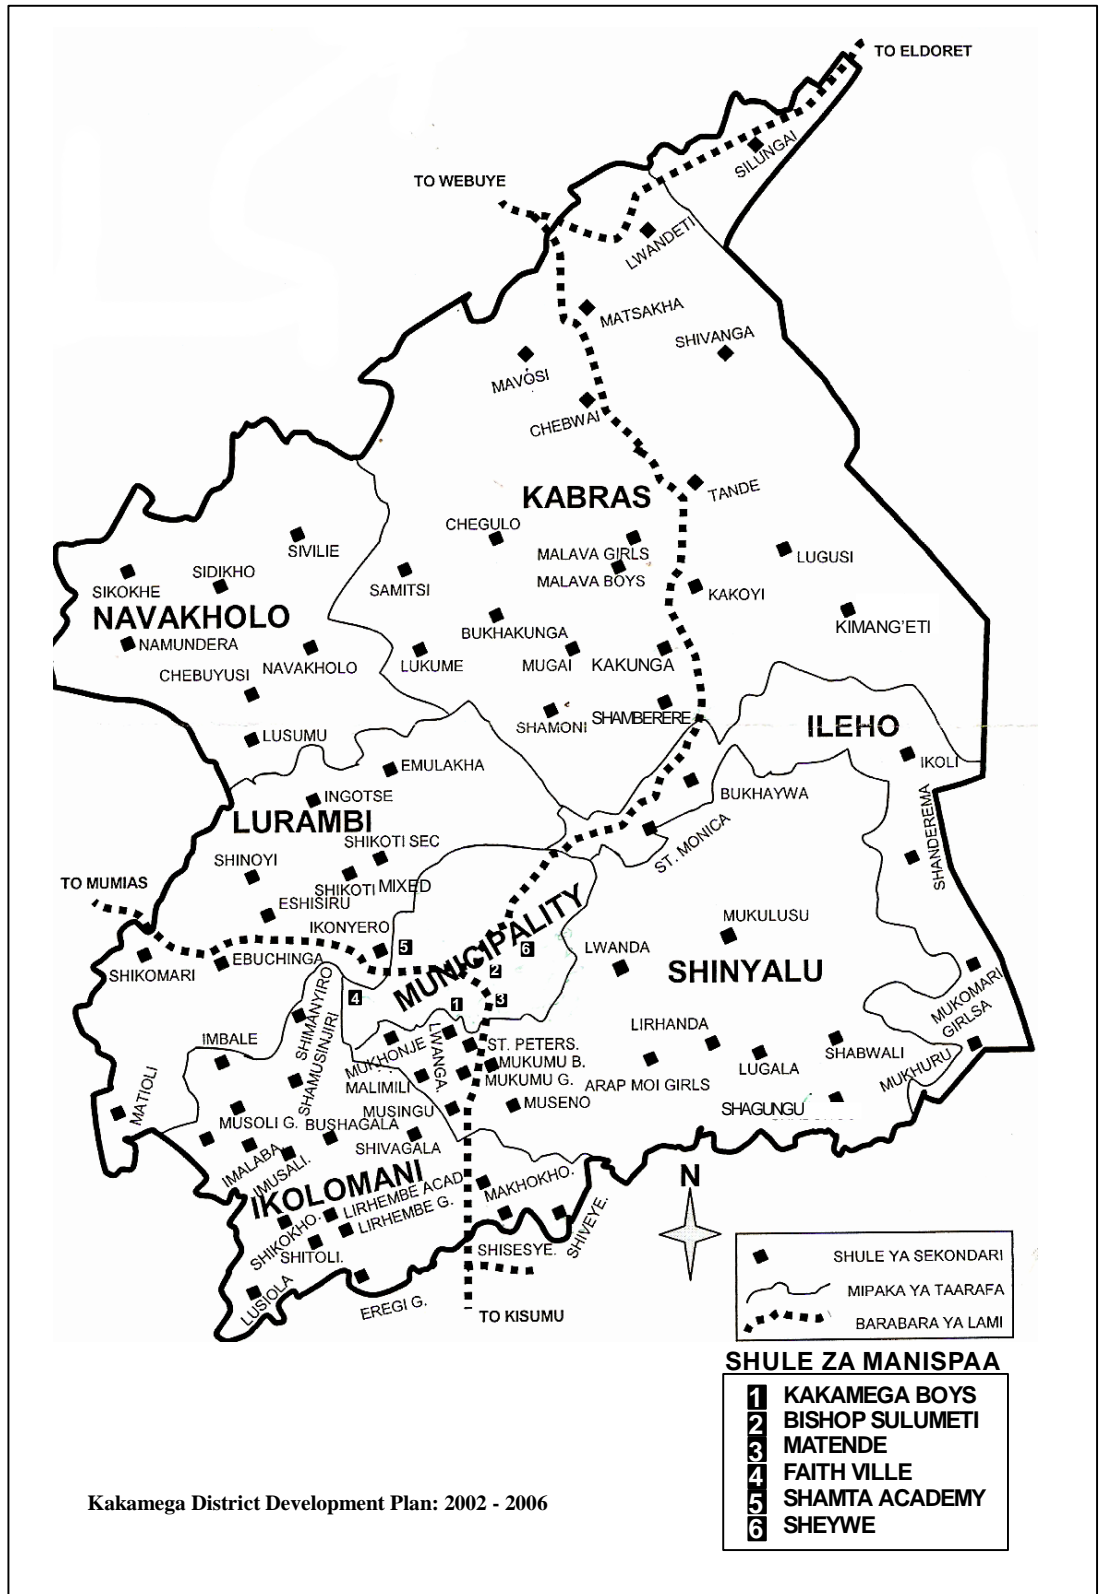 TO ELDORET
SILUNGAI
TO WEBUYE
LWANDETI
MATSAKHA
SHIVANGA
MAVOSI
CHEBWAI
KABRAS
TANDE
CHEGULO
SIVILIE
MALAVA GIRLS
LUGUSI
SIDIKHO
MALAVA BOYS
SIKOKHE
SAMITSI
KAKOYI
NAVAKHOLO
KIMANG'ETI
NAMUNDERA
BUKHAKUNGA
CHEBUYUSI
NAVAKHOLO
LUKUME
MUGAI
KAKUNGA
SHAMONI
SHAMBERERE
ILEHO
LUSUMU
EMULAKHA
IKOLI
INGOTSE
BUKHAYWA
LURAMBI
SHANDEREMA
SHIKOTI SEC
ST. MONICA
SHINOYI
SHIKOTI MIXED
TO MUMIAS
ESHISIRU
IKONYERO
MUNICIPALITY
MUKULUSU
5
6
LWANDA
SHIKOMARI
EBUCHINGA
2
SHINYALU
4
1
3
MUKOMARI
GIRLSA
SHIMANYIRO
SHAMUSINJIRI
IMBALE
MUKHONJE
LWANGA.
ST. PETERS.
LIRHANDA
SHABWALI
MUKUMU B.
MALIMILI
MUKUMU G.
ARAP MOI GIRLS
LUGALA
MUKHURU
MATIOLI
MUSINGU
MUSENO
SHAGUNGU
MUSOLI G.
BUSHAGALA
SHIVAGALA
IMALABA
IMUSALI.
IKOLOMANI
LIRHEMBE ACAD
MAKHOKHO.
N
SHIKOKHO.
LIRHEMBE G.
SHITOLI.
SHISESYE.
SHIVEYE.
LUSIOLA
EREGI G.
TO KISUMU
SHULE YA SEKONDARI
MIPAKA YA TAARAFA
BARABARA YA LAMI
SHULE ZA MANISPAA
1 KAKAMEGA BOYS
2 BISHOP SULUMETI
3 MATENDE
4 FAITH VILLE
5 SHAMTA ACADEMY
6 SHEYWE
Kakamega District Development Plan: 2002 - 2006